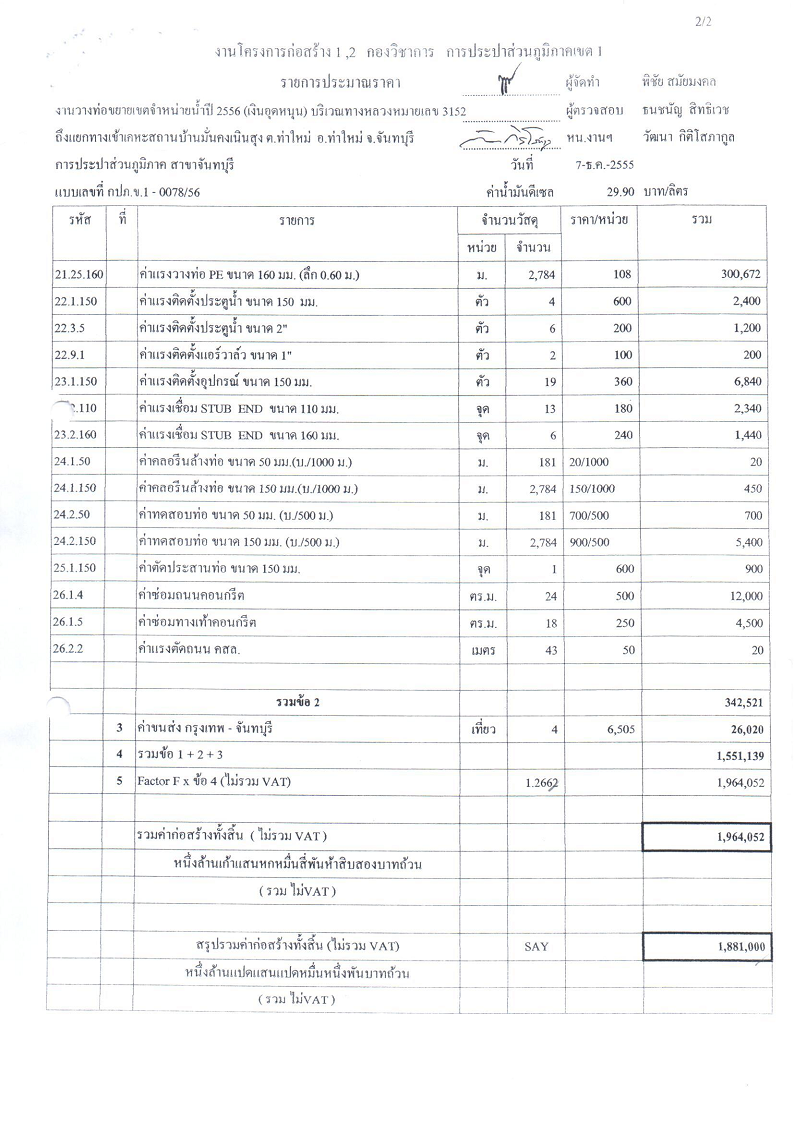 2/2
งานโครงการก่อสร้าง 1 ,2 กองวิชาการ การประปาส่วนภูมิภาคเขต 1
รายการประมาณราคา ผู้จัดทำ พิชัย สมัยมงคล
งานวางท่อขยายเขตจำหน่ายน้ำปี 2556 (เงินอุดหนุน) บริเวณทางหลวงหมายเลข 3152 ผู้ตรวจสอบ ธนชนัญ สิทธิเวช
ถึงแยกทางเข้าเคหะสถานบ้านมั่นคงเนินสูง ต.ท่าใหม่ อ.ท่าใหม่ จ.จันทบุรี หน.งานฯ วัฒนา กิติโสภากูล
การประปาส่วนภูมิภาค สาขาจันทบุรี วันที่ 7-ธ.ค.-2555
แบบเลขที่ กปภ.ข.1 - 0078/56 ค่าน้ำมันดีเซล 29.90 บาท/ลิตร
รหัส ที่ รายการ จำนวนวัสดุ ราคา/หน่วย รวม
หน่วย จำนวน
21.25.160 ค่าแรงวางท่อ PE ขนาด 160 มม. (ลึก 0.60 ม.) ม. 2,784 108 300,672
22.1.150 ค่าแรงติดตั้งประตูน้ำ ขนาด 150 มม. ตัว 4 600 2,400
22.3.5 ค่าแรงติดตั้งประตูน้ำ ขนาด 2" ตัว 6 200 1,200
22.9.1 ค่าแรงติดตั้งแอร์วาล์ว ขนาด 1" ตัว 2 100 200
23.1.150 ค่าแรงติดตั้งอุปกรณ์ ขนาด 150 มม. ตัว 19 360 6,840
2.110 ค่าแรงเชื่อม STUB END ขนาด 110 มม. จุด 13 180 2,340
23.2.160 ค่าแรงเชื่อม STUB END ขนาด 160 มม. จุด 6 240 1,440
24.1.50 ค่าคลอรีนล้างท่อ ขนาด 50 มม.(บ./1000 ม.) ม. 181 20/1000 20
24.1.150 ค่าคลอรีนล้างท่อ ขนาด 150 มม.(บ./1000 ม.) ม. 2,784 150/1000 450
24.2.50 ค่าทดสอบท่อ ขนาด 50 มม. (บ./500 ม.) ม. 181 700/500 700
24.2.150 ค่าทดสอบท่อ ขนาด 150 มม. (บ./500 ม.) ม. 2,784 900/500 5,400
25.1.150 ค่าตัดประสานท่อ ขนาด 150 มม. จุด 1 600 900
26.1.4 ค่าซ่อมถนนคอนกรีต ตร.ม. 24 500 12,000
26.1.5 ค่าซ่อมทางเท้าคอนกรีต ตร.ม. 18 250 4,500
26.2.2 ค่าแรงตัดถนน คสล. เมตร 43 50 20
รวมข้อ 2 342,521
3 ค่าขนส่ง กรุงเทพ - จันทบุรี เที่ยว 4 6,505 26,020
4 รวมข้อ 1 + 2 + 3 1,551,139
5 Factor F x ข้อ 4 (ไม่รวม VAT) 1.2662 1,964,052
รวมค่าก่อสร้างทั้งสิ้น ( ไม่รวม VAT ) 1,964,052
หนึ่งล้านเก้าแสนหกหมื่นสี่พันห้าสิบสองบาทถ้วน
( รวม ไม่VAT )
สรุปรวมค่าก่อสร้างทั้งสิ้น (ไม่รวม VAT) SAY 1,881,000
หนึ่งล้านแปดแสนแปดหมื่นหนึ่งพันบาทถ้วน
( รวม ไม่VAT )